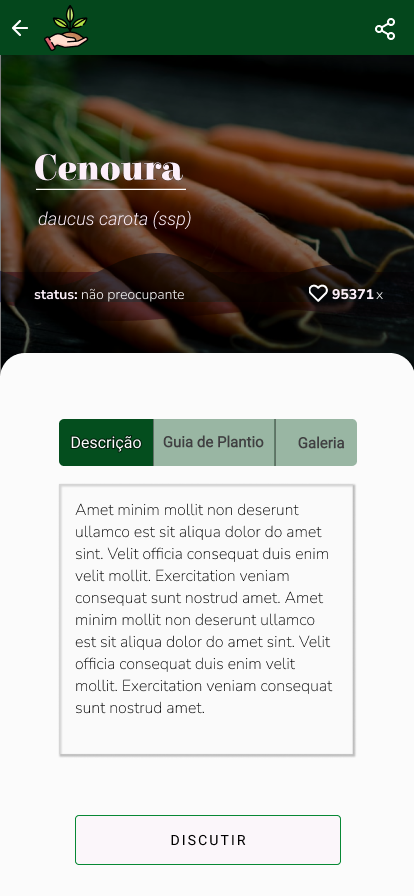 Cenoura
daucus carota (ssp)
status: não preocupante
95371x
Descrição
Guia de Plantio
Galeria
Amet minim mollit non deserunt
ullamco est sit aliqua dolor do amet
sint. Velit officia consequat duis enim
velit mollit. Exercitation veniam
consequat sunt nostrud amet. Amet
minim mollit non deserunt ullamco
est sit aliqua dolor do amet sint. Velit
officia consequat duis enim velit
mollit. Exercitation veniam consequat
sunt nostrud amet.
DISCUTIR